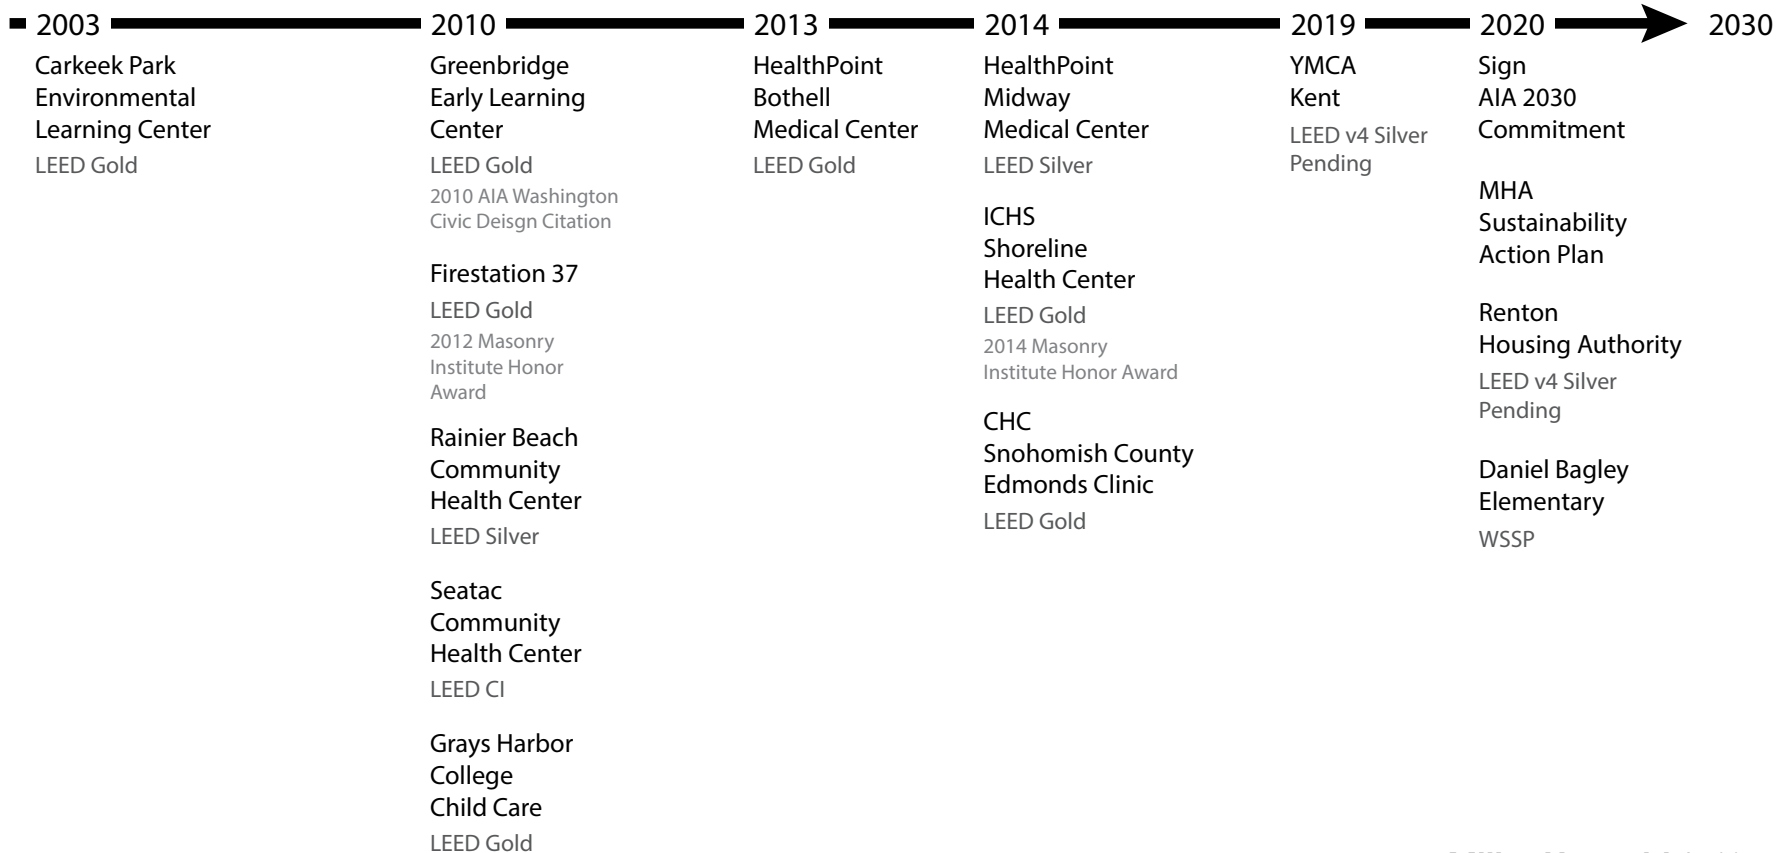 2003
2010
2013
2014
2019
2020
2030
Carkeek Park
Environmental
Learning Center
LEED Gold
Greenbridge
Early Learning
Center
LEED Gold
2010 AIA Washington
Civic Deisgn Citation
Firestation 37
LEED Gold
2012 Masonry
Institute Honor
Award
Rainier Beach
Community
Health Center
LEED Silver
Seatac
Community
Health Center
LEED CI
Grays Harbor
College
Child Care
LEED Gold
HealthPoint
Bothell
Medical Center
LEED Gold
HealthPoint
Midway
Medical Center
LEED Silver
ICHS
Shoreline
Health Center
LEED Gold
2014 Masonry
Institute Honor Award
CHC
Snohomish County
Edmonds Clinic
LEED Gold
YMCA
Kent
LEED v4 Silver
Pending
Sign
AIA 2030
Commitment
MHA
Sustainability
Action Plan
Renton
Housing Authority
LEED v4 Silver
Pending
Daniel Bagley
Elementary
WSSP